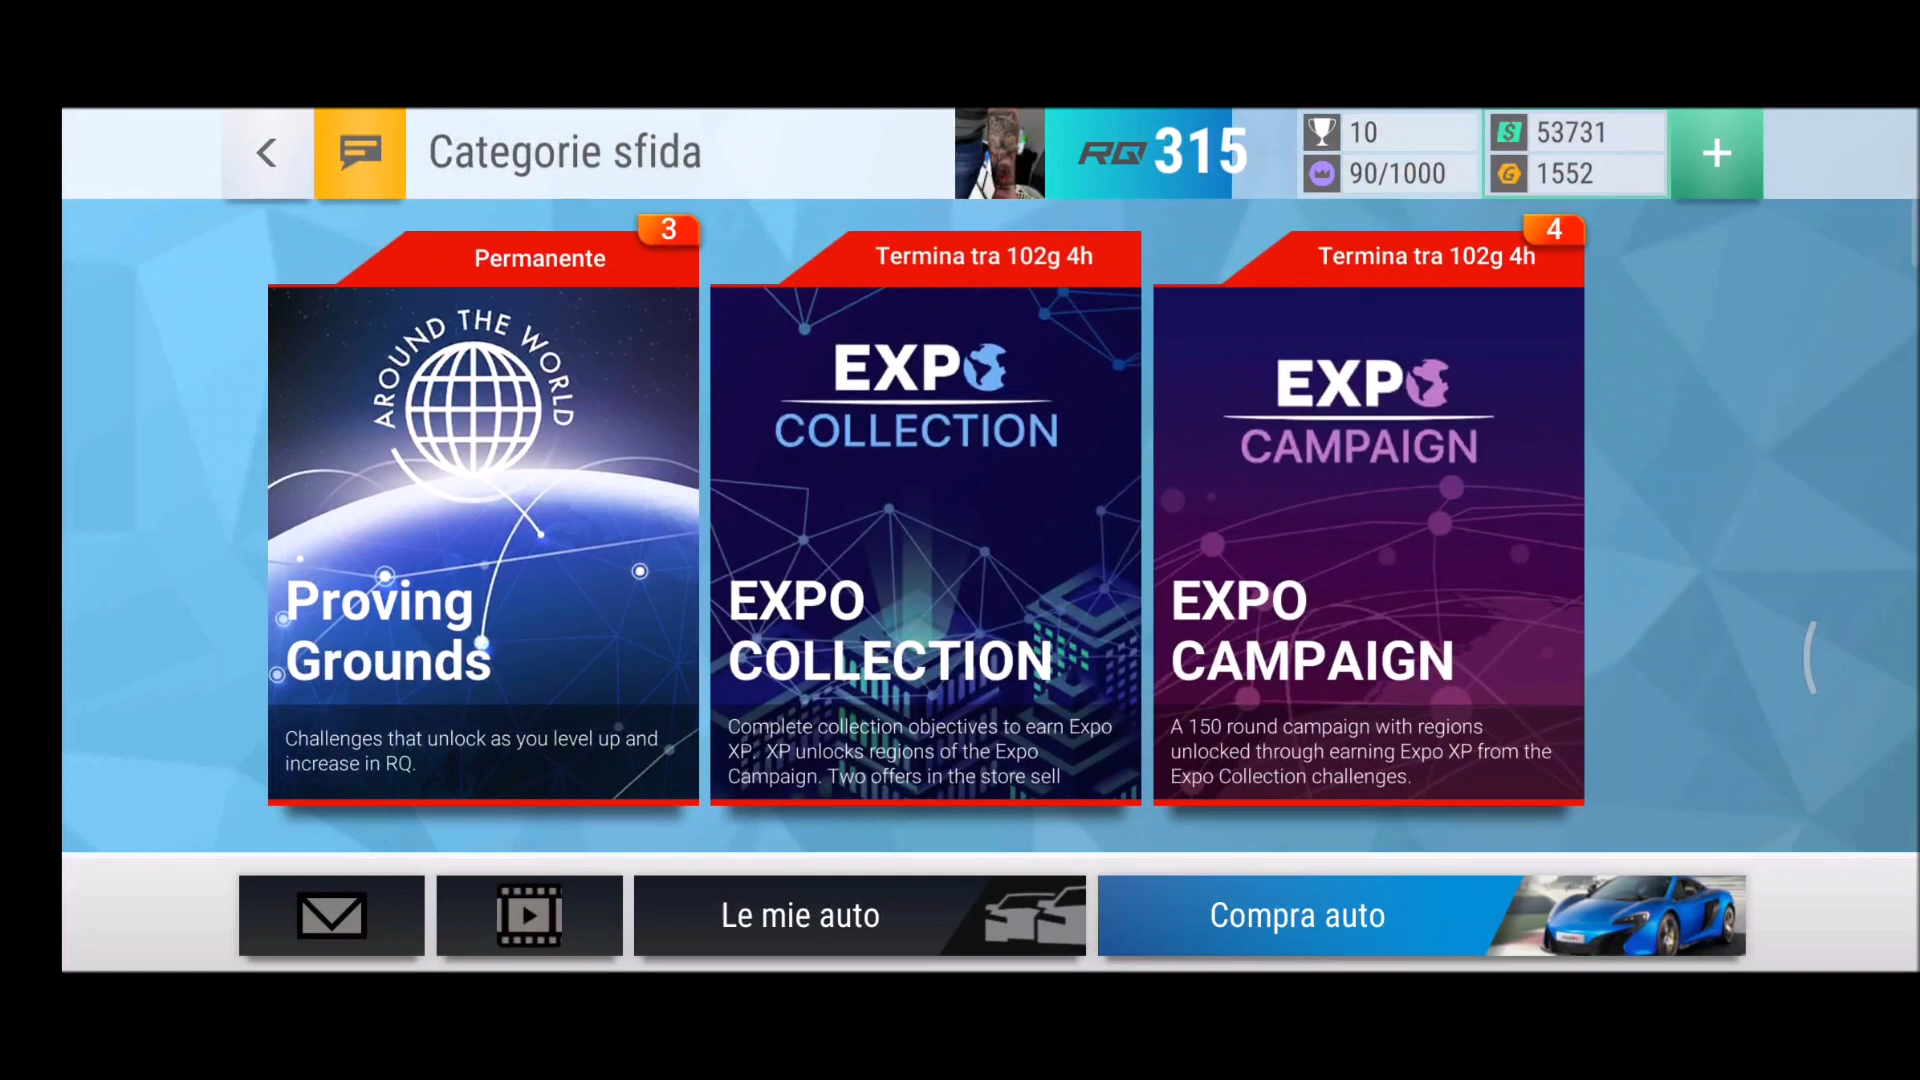 Categorie sfida
RQ 315
10
90/1000
53731
1552
+
Permanente
3
AROUND THE WORLD
Proving
Grounds
Challenges that unlock as you level up and
increase in RQ.
Termina tra 102g 4h
EXPO
COLLECTION
EXPO
COLLECTION
Complete collection objectives to earn Expo
XP. XP unlocks regions of the Expo
Campaign. Two offers in the store sell
Termina tra 102g 4h
4
EXPO
CAMPAIGN
EXPO
CAMPAIGN
A 150 round campaign with regions
unlocked through earning Expo XP from the
Expo Collection challenges.
Le mie auto
Compra auto